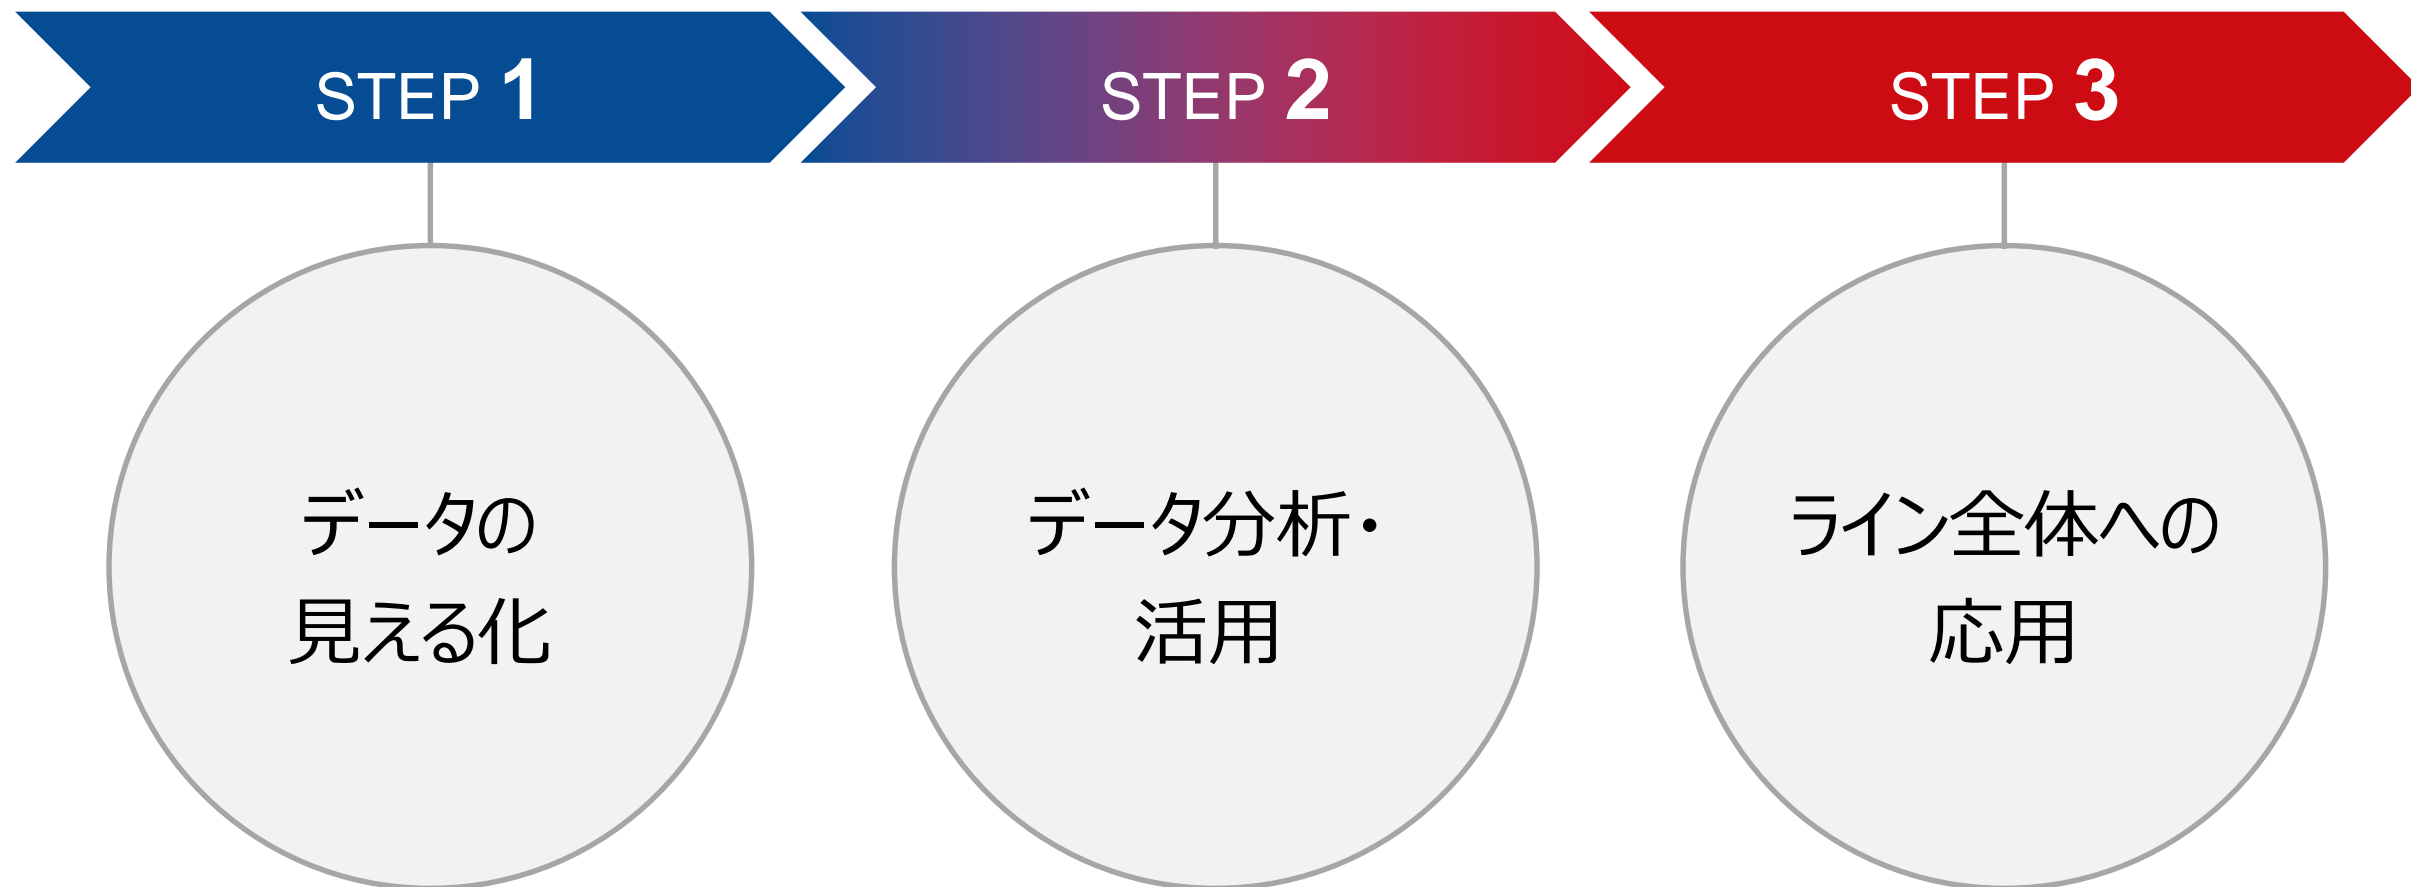 STEP 1
STEP 2
STEP 3
データの
見える化
データ分析・
活用
ライン全体への
応用